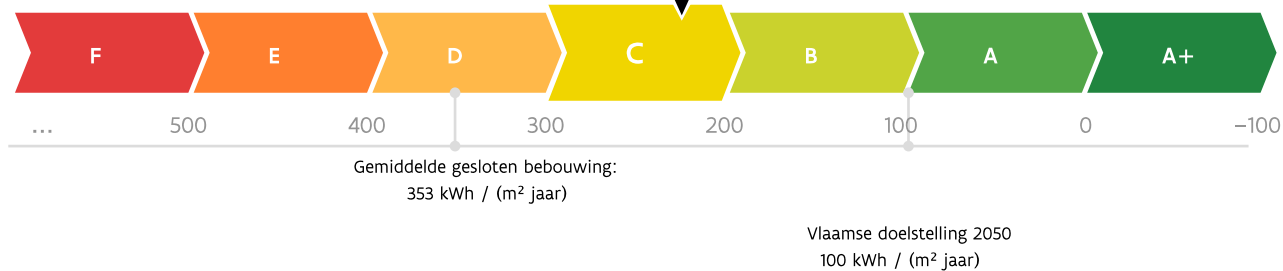 F E D C B A A+
... 500 400 300 200 100 0 –100
Gemiddelde gesloten bebouwing:
353 kWh / (m² jaar)
Vlaamse doelstelling 2050
100 kWh / (m² jaar)